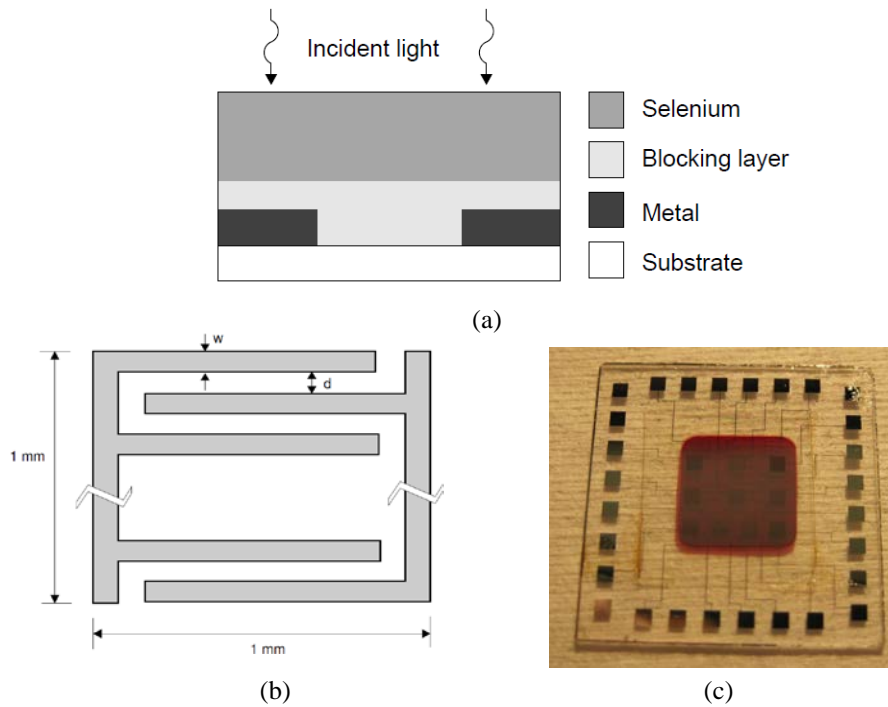 Incident light
Selenium
Blocking layer
Metal
Substrate
(a)
w
d
1 mm
1 mm
(b)
(c)